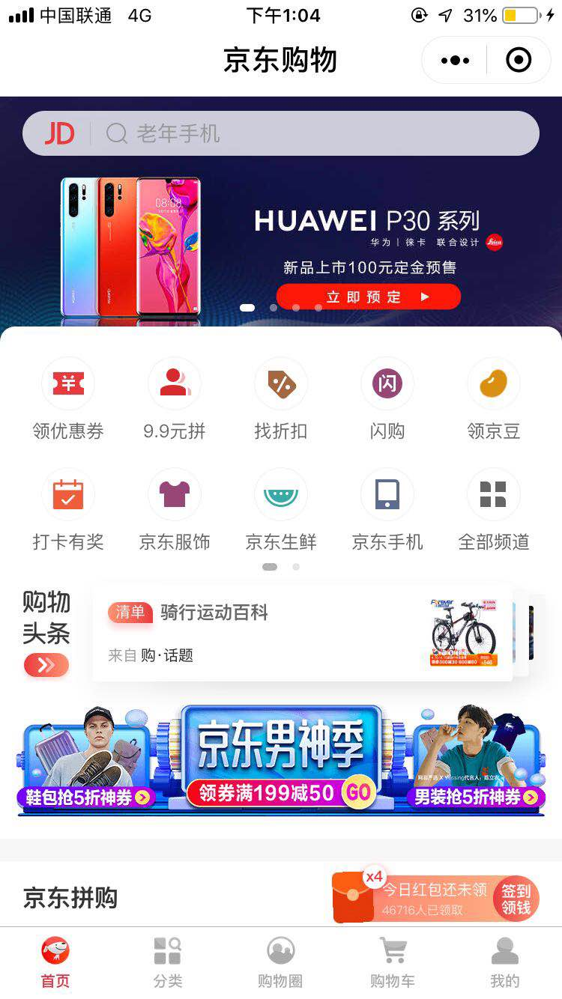 中国联通 4G 下午1:04 31%
京东购物
JD 老年手机
08:08
HUAWEI P30 系列
华为 | 徕卡 联合设计 Leica
新品上市100元定金预售
立即预定
HUAWEI HUAWEI
领优惠券 9.9元拼 找折扣 闪 闪购 领京豆
打卡有奖 京东服饰 京东生鲜 京东手机 全部频道
购物
头条
清单 骑行运动百科
来自 购·话题
Forever
京东男神季
鞋包抢5折神券 领券满199减50 GO 男装抢5折神券
京东拼购
x4
今日红包还未领
46716人已领取
签到
领钱
首页 分类 购物圈 购物车 我的